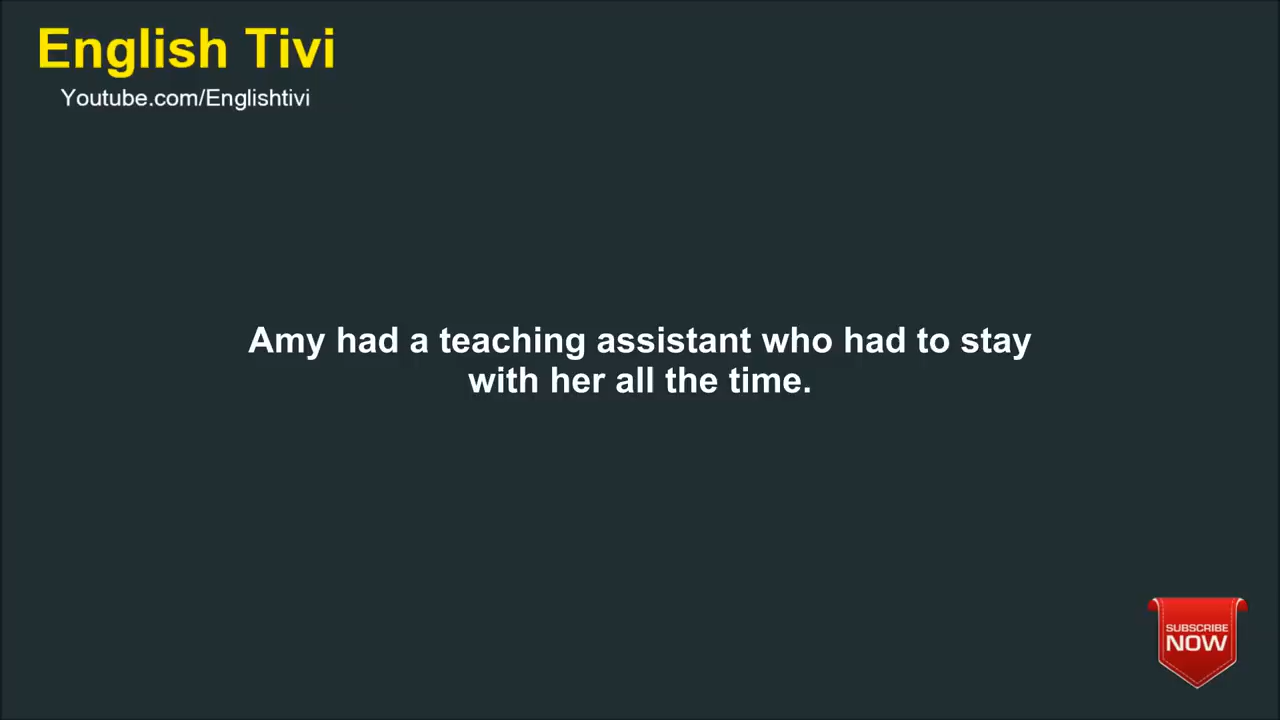 English Tivi
Youtube.com/Englishtivi
Amy had a teaching assistant who had to stay
with her all the time.
SUBSCRIBE
NOW